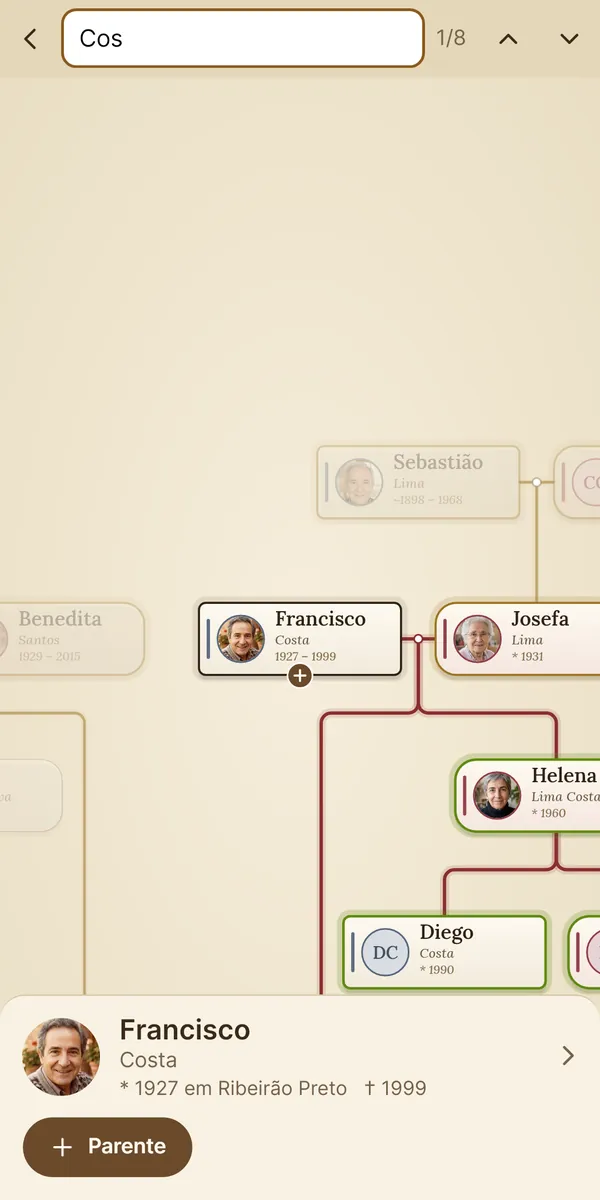 Cos
1/8
Sebastião
Lima
~1898 – 1968
Benedita
Santos
1929 – 2015
Francisco
Costa
1927 – 1999
Josefa
Lima
* 1931
Helena
Lima Costa
* 1960
DC
Diego
Costa
* 1990
Francisco
Costa
* 1927 em Ribeirão Preto † 1999
+ Parente